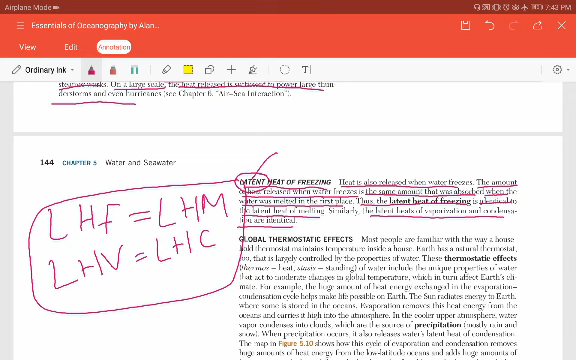 Airplane Mode
7:43 PM
Essentials of Oceanography by Alan...
View
Edit
Annotation
Ordinary Ink
T
steamer works. On a large scale, the heat released is sufficient to power large thun
derstorms and even hurricanes (see Chapter 6, "Air–Sea Interaction").
144 CHAPTER 5 Water and Seawater
LATENT HEAT OF FREEZING Heat is also released when water freezes. The amount
of heat released when water freezes is the same amount that was absorbed when the
water was melted in the first place. Thus, the latent heat of freezing is identical to
the latent heat of melting. Similarly, the latent heats of vaporization and condensa-
tion are identical.
LHF = LHM
LHV = LHC
GLOBAL THERMOSTATIC EFFECTS Most people are familiar with the way a house-
hold thermostat maintains temperature inside a house. Earth has a natural thermostat,
too, that is largely controlled by the properties of water. These thermostatic effects
(thermos = heat, stasis = standing) of water include the unique properties of water
that act to moderate changes in global temperature, which in turn affect Earth's cli-
mate. For example, the huge amount of heat energy exchanged in the evaporation–
condensation cycle helps make life possible on Earth. The Sun radiates energy to Earth,
where some is stored in the oceans. Evaporation removes this heat energy from the
oceans and carries it high into the atmosphere. In the cooler upper atmosphere, water
vapor condenses into clouds, which are the source of precipitation (mostly rain and
snow). When precipitation occurs, it also releases water's latent heat of condensation.
The map in Figure 5.10 shows how this cycle of evaporation and condensation removes
huge amounts of heat energy from the low-latitude oceans and adds huge amounts of